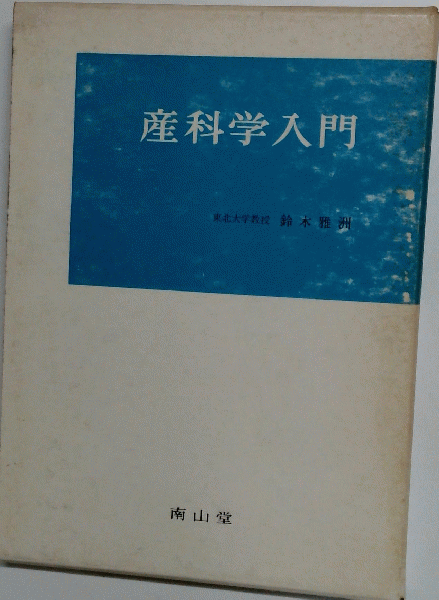 産科学入門
東北大学教授 鈴木雅洲
南山堂